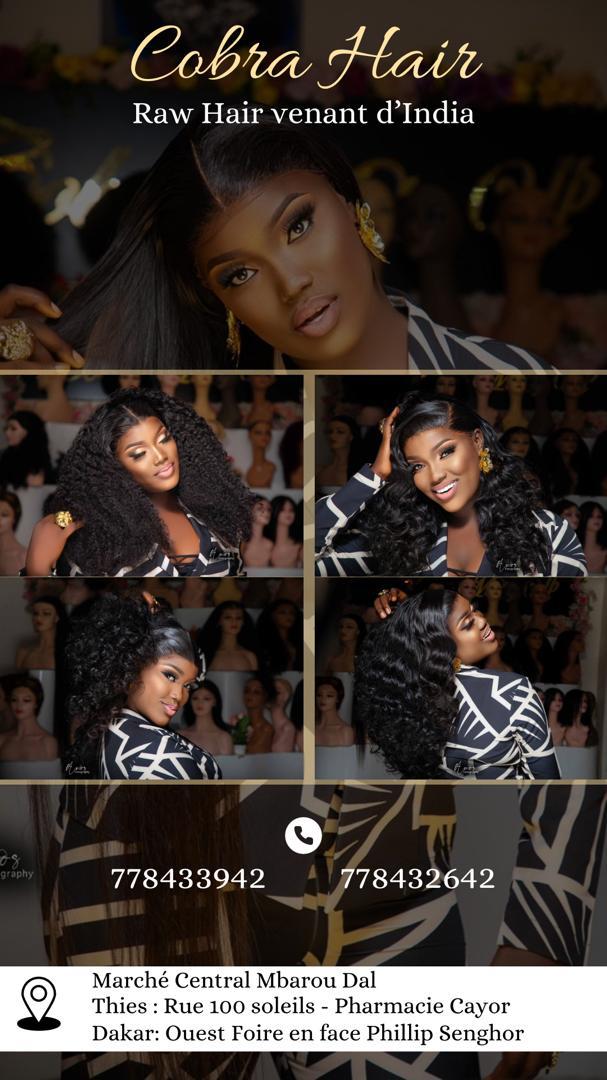 Cobra Hair
Raw Hair venant d'India
778433942 778432642
Marché Central Mbarou Dal
Thies : Rue 100 soleils - Pharmacie Cayor
Dakar: Ouest Foire en face Phillip Senghor